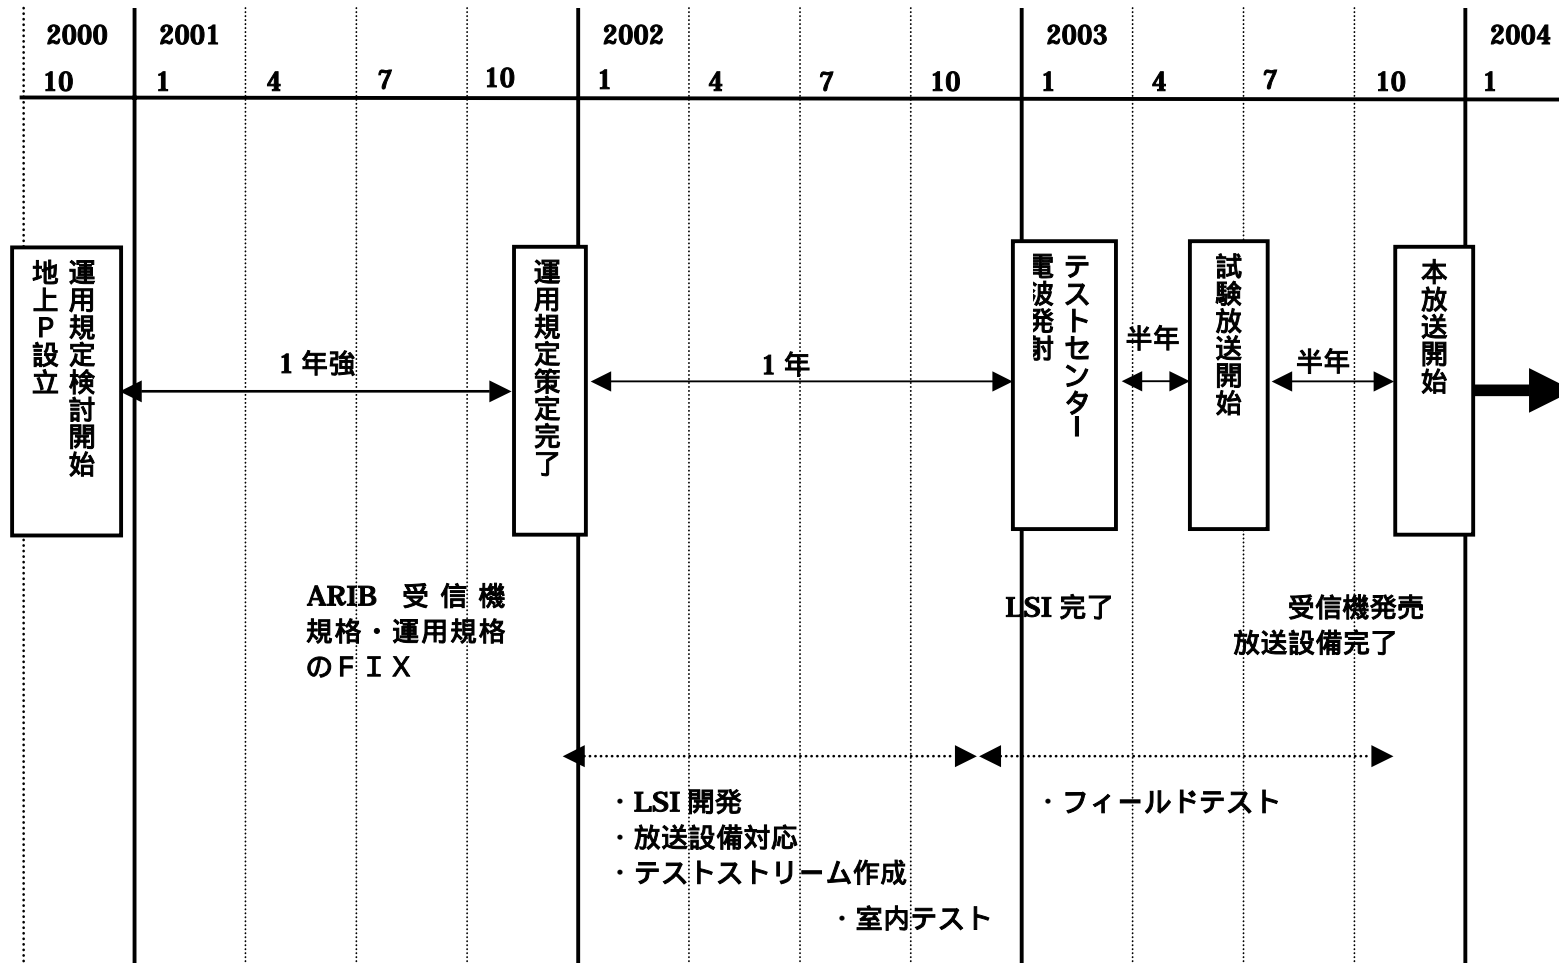 2000 2001 2002 2003 2004
10 1 4 7 10 1 4 7 10 1 4 7 10 1
運用規定検討開始
地上Ｐ設立
1 年強
運用規定策定完了
1 年
テストセンター
電波発射
半年
試験放送開始
半年
本放送開始
ARIB 受信機
規格・運用規格
のＦＩＸ
LSI 完了
受信機発売
放送設備完了
・LSI 開発
・放送設備対応
・テストストリーム作成
・室内テスト
・フィールドテスト